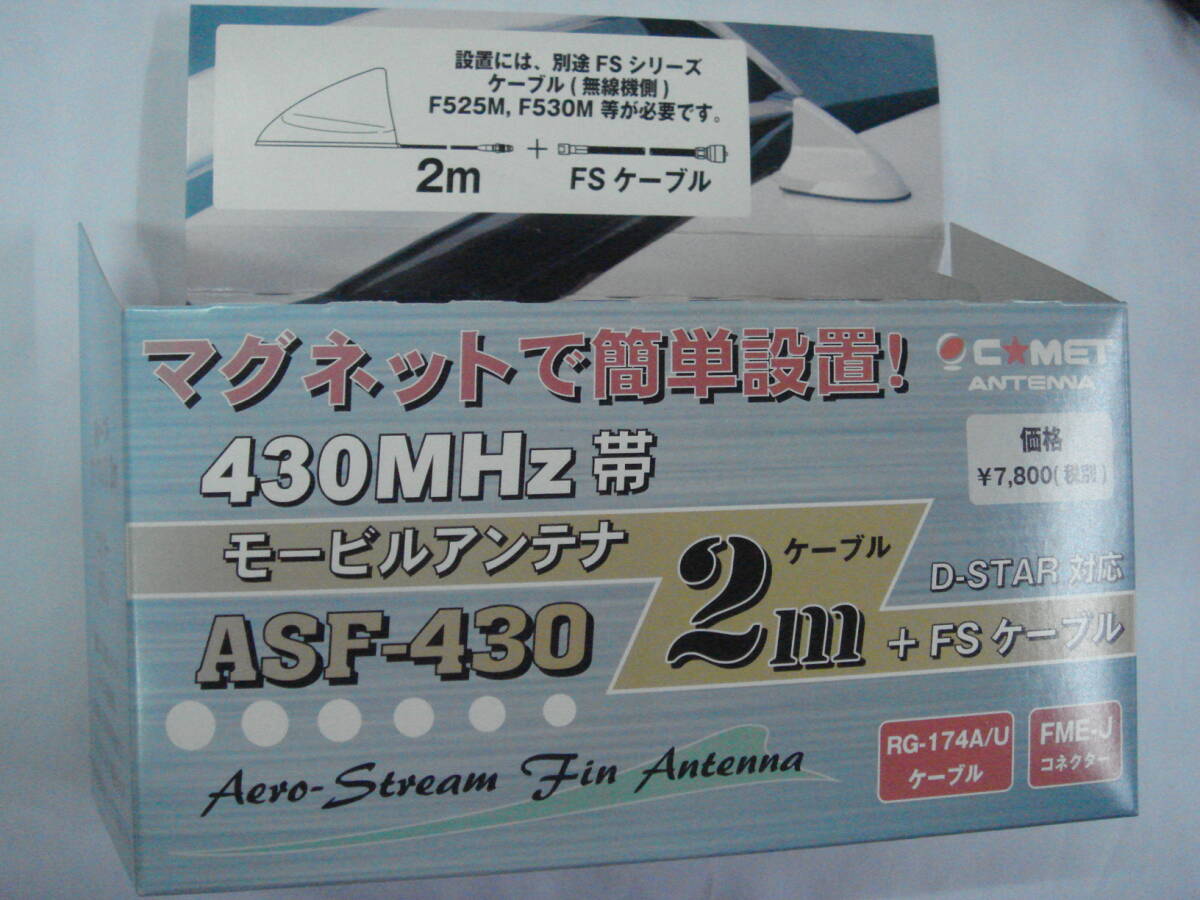 設置には、別途 FS シリーズ
ケーブル ( 無線機側 )
F525M, F530M 等が必要です。
2m + FS ケーブル
マグネットで簡単設置!
C★MET
ANTENNA
価格
¥7,800(税別)
430MHz 帯
モービルアンテナ
ASF-430
ケーブル
2m
D-STAR 対応
+ FS ケーブル
RG-174A/U
ケーブル
FME-J
コネクター
Aero-Stream Fin Antenna